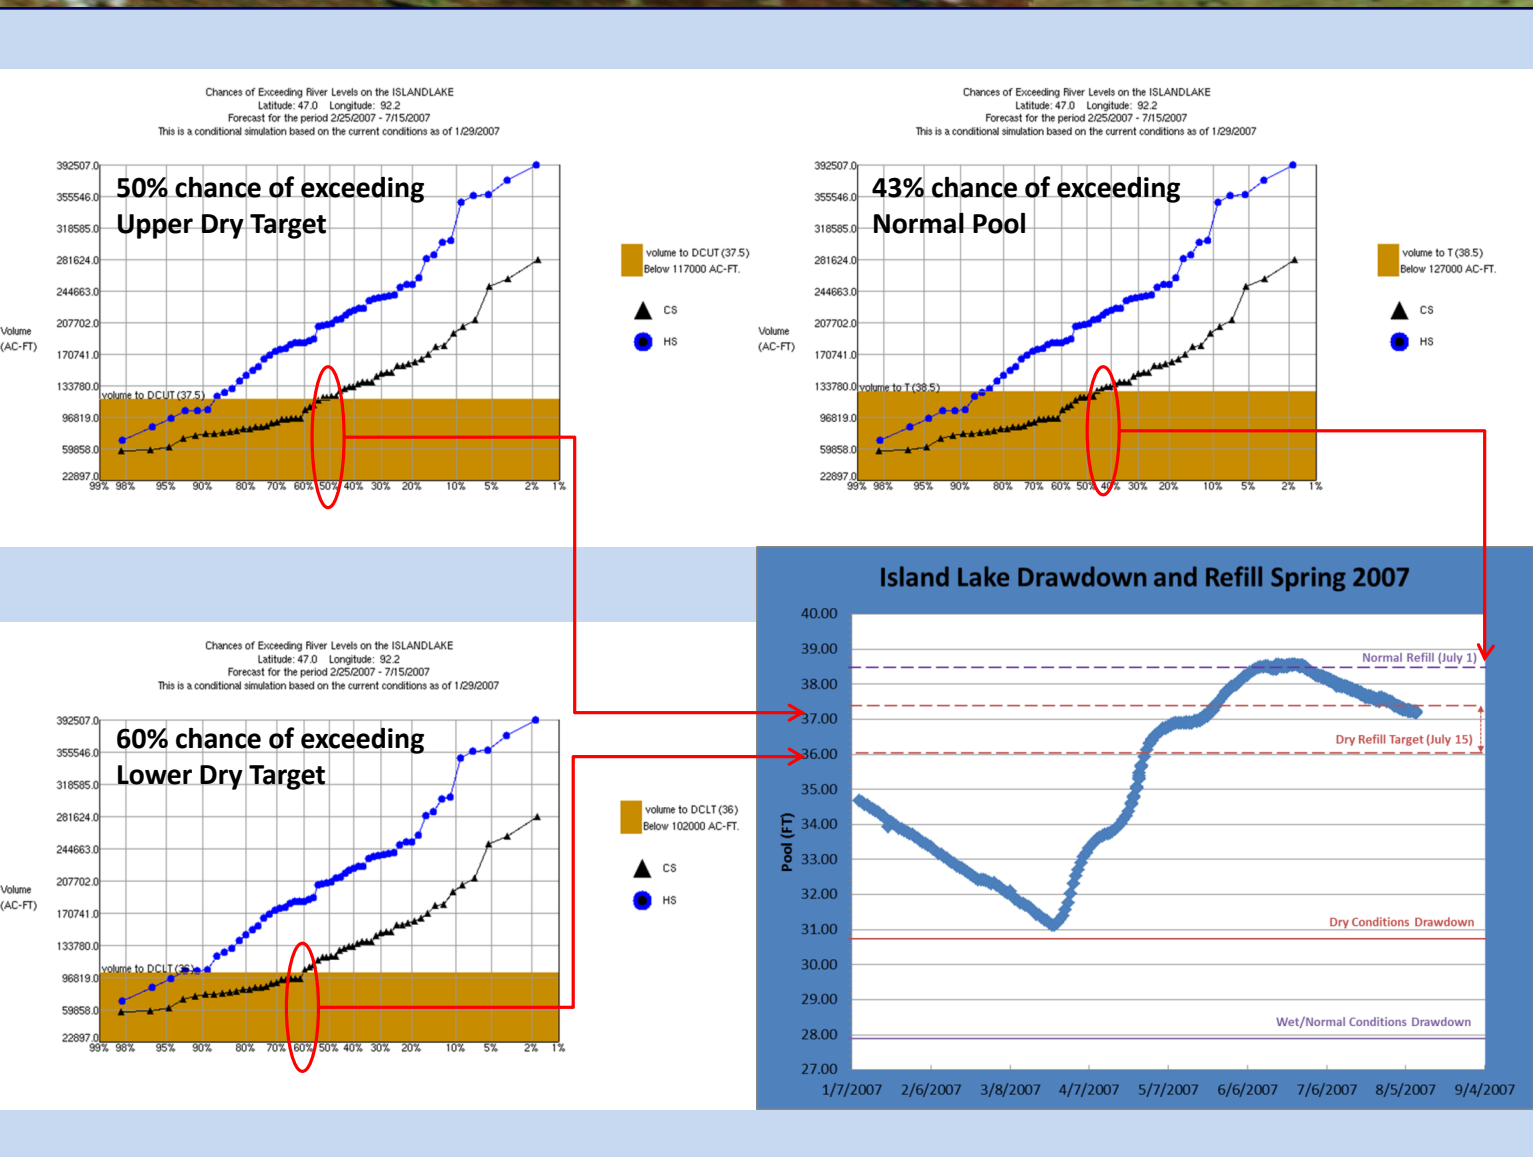 Chances of Exceeding River Levels on the ISLANDLAKE
Latitude: 47.0 Longitude: 92.2
Forecast for the period 2/25/2007 - 7/15/2007
This is a conditional simulation based on the current conditions as of 1/29/2007
50% chance of exceeding
Upper Dry Target
392507.0
355546.0
318585.0
281624.0
244663.0
207702.0
170741.0
133780.0
96819.0
59858.0
22897.0
Volume
(AC-FT)
volume to DCUT (37.5)
99% 98% 95% 90% 80% 70% 60% 50% 40% 30% 20% 10% 5% 2% 1%
volume to DCUT (37.5)
Below 117000 AC-FT.
CS
HS
Chances of Exceeding River Levels on the ISLANDLAKE
Latitude: 47.0 Longitude: 92.2
Forecast for the period 2/25/2007 - 7/15/2007
This is a conditional simulation based on the current conditions as of 1/29/2007
43% chance of exceeding
Normal Pool
392507.0
355546.0
318585.0
281624.0
244663.0
207702.0
170741.0
133780.0
96819.0
59858.0
22897.0
Volume
(AC-FT)
volume to T (38.5)
99% 98% 95% 90% 80% 70% 60% 50% 40% 30% 20% 10% 5% 2% 1%
volume to T (38.5)
Below 127000 AC-FT.
CS
HS
Chances of Exceeding River Levels on the ISLANDLAKE
Latitude: 47.0 Longitude: 92.2
Forecast for the period 2/25/2007 - 7/15/2007
This is a conditional simulation based on the current conditions as of 1/29/2007
60% chance of exceeding
Lower Dry Target
392507.0
355546.0
318585.0
281624.0
244663.0
207702.0
170741.0
133780.0
96819.0
59858.0
22897.0
Volume
(AC-FT)
volume to DCLT (36)
99% 98% 95% 90% 80% 70% 60% 50% 40% 30% 20% 10% 5% 2% 1%
volume to DCLT (36)
Below 102000 AC-FT.
CS
HS
Island Lake Drawdown and Refill Spring 2007
40.00
39.00
38.00
37.00
36.00
35.00
34.00
33.00
32.00
31.00
30.00
29.00
28.00
27.00
Pool (FT)
Normal Refill (July 1)
Dry Refill Target (July 15)
Dry Conditions Drawdown
Wet/Normal Conditions Drawdown
1/7/2007 2/6/2007 3/8/2007 4/7/2007 5/7/2007 6/6/2007 7/6/2007 8/5/2007 9/4/2007